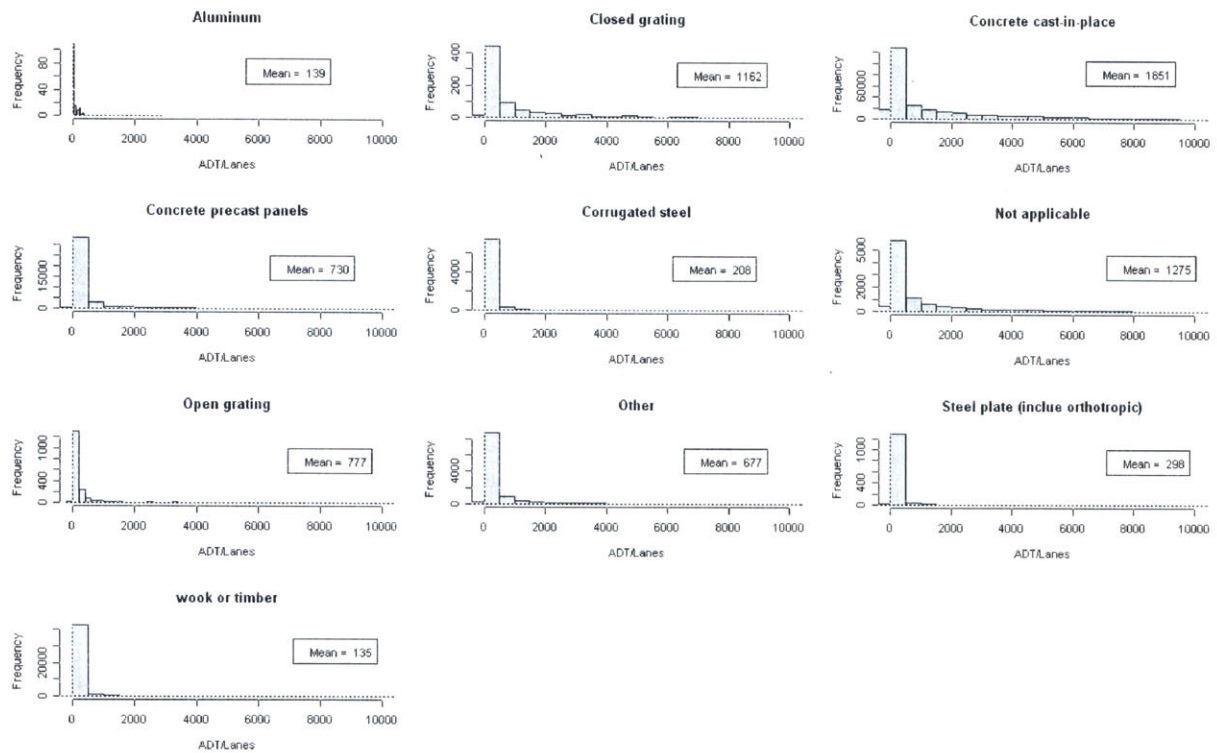 Aluminum
Frequency
0 40 80
Mean = 139
0 2000 4000 6000 8000 10000
ADT/Lanes
Closed grating
Frequency
0 200 400
Mean = 1162
0 2000 4000 6000 8000 10000
ADT/Lanes
Concrete cast-in-place
Frequency
0 60000
Mean = 1851
0 2000 4000 6000 8000 10000
ADT/Lanes
Concrete precast panels
Frequency
0 15000
Mean = 730
0 2000 4000 6000 8000 10000
ADT/Lanes
Corrugated steel
Frequency
0 4000
Mean = 208
0 2000 4000 6000 8000 10000
ADT/Lanes
Not applicable
Frequency
0 2000 5000
Mean = 1275
0 2000 4000 6000 8000 10000
ADT/Lanes
Open grating
Frequency
0 400 1000
Mean = 777
0 2000 4000 6000 8000 10000
ADT/Lanes
Other
Frequency
0 4000
Mean = 677
0 2000 4000 6000 8000 10000
ADT/Lanes
Steel plate (inclue orthotropic)
Frequency
0 400 1000
Mean = 298
0 2000 4000 6000 8000 10000
ADT/Lanes
wook or timber
Frequency
0 20000
Mean = 135
0 2000 4000 6000 8000 10000
ADT/Lanes